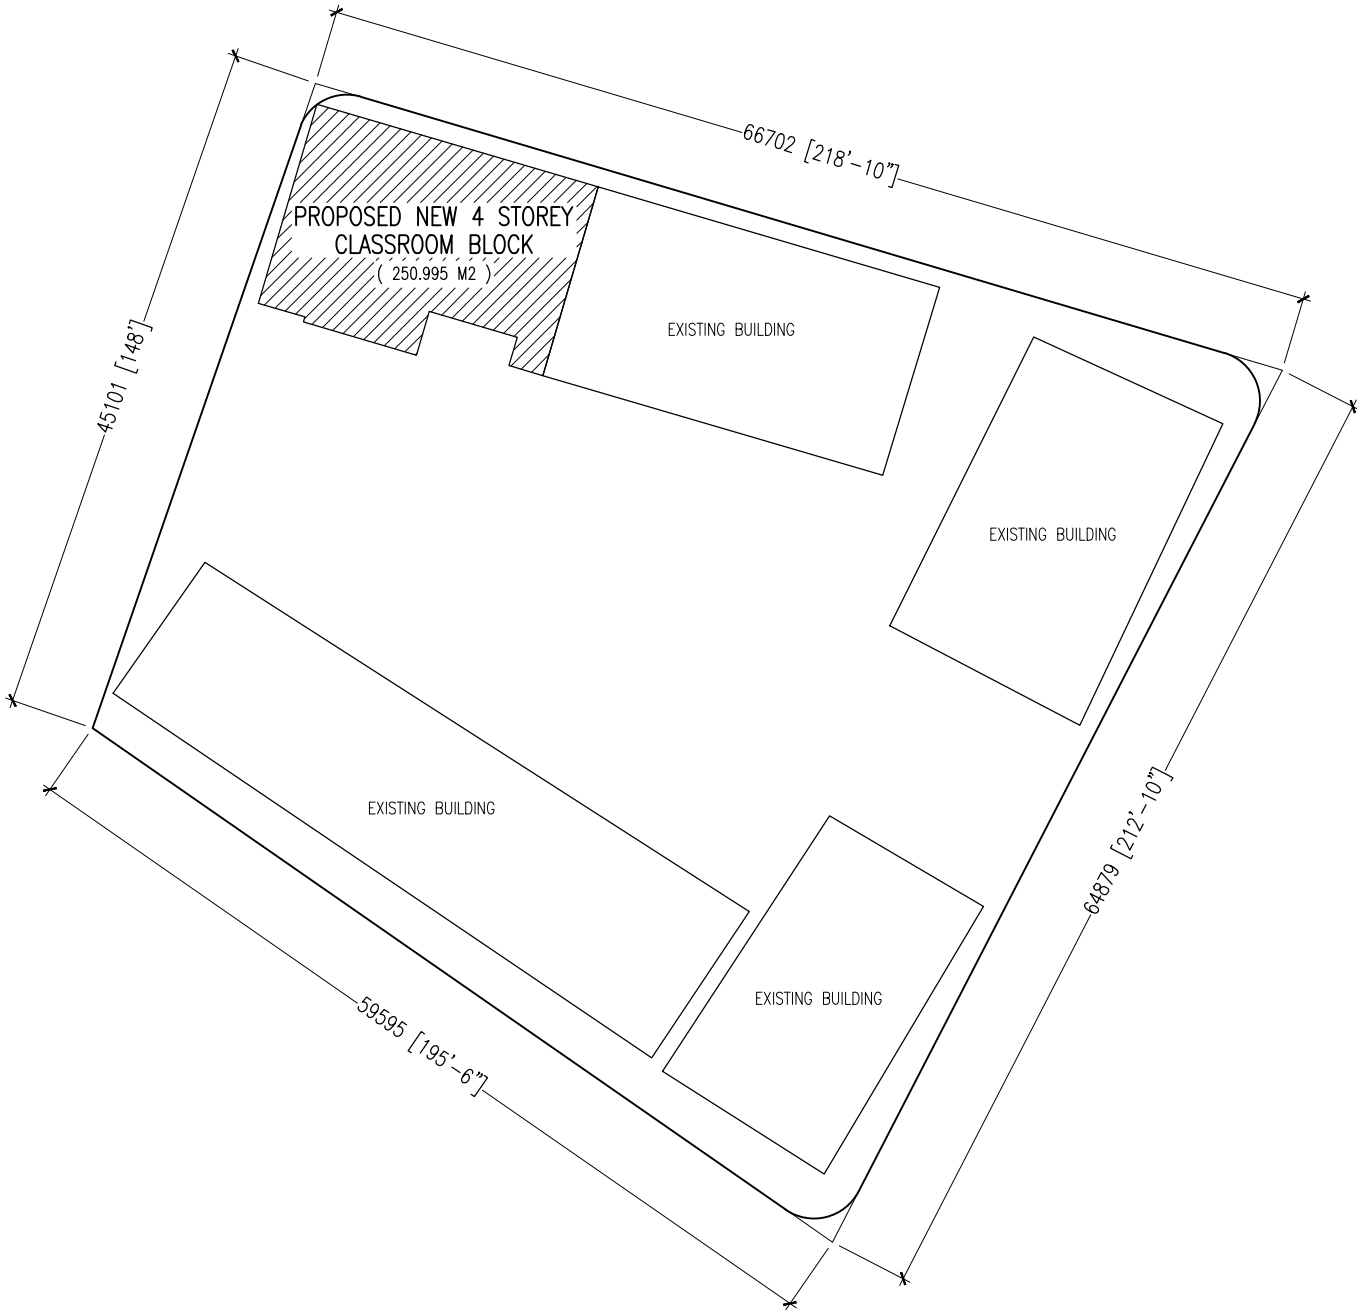 66702 [218'-10"]
PROPOSED NEW 4 STOREY
CLASSROOM BLOCK
( 250.995 M2 )
EXISTING BUILDING
45101 [148']
EXISTING BUILDING
EXISTING BUILDING
64879 [212'-10"]
EXISTING BUILDING
59595 [195'-6"]